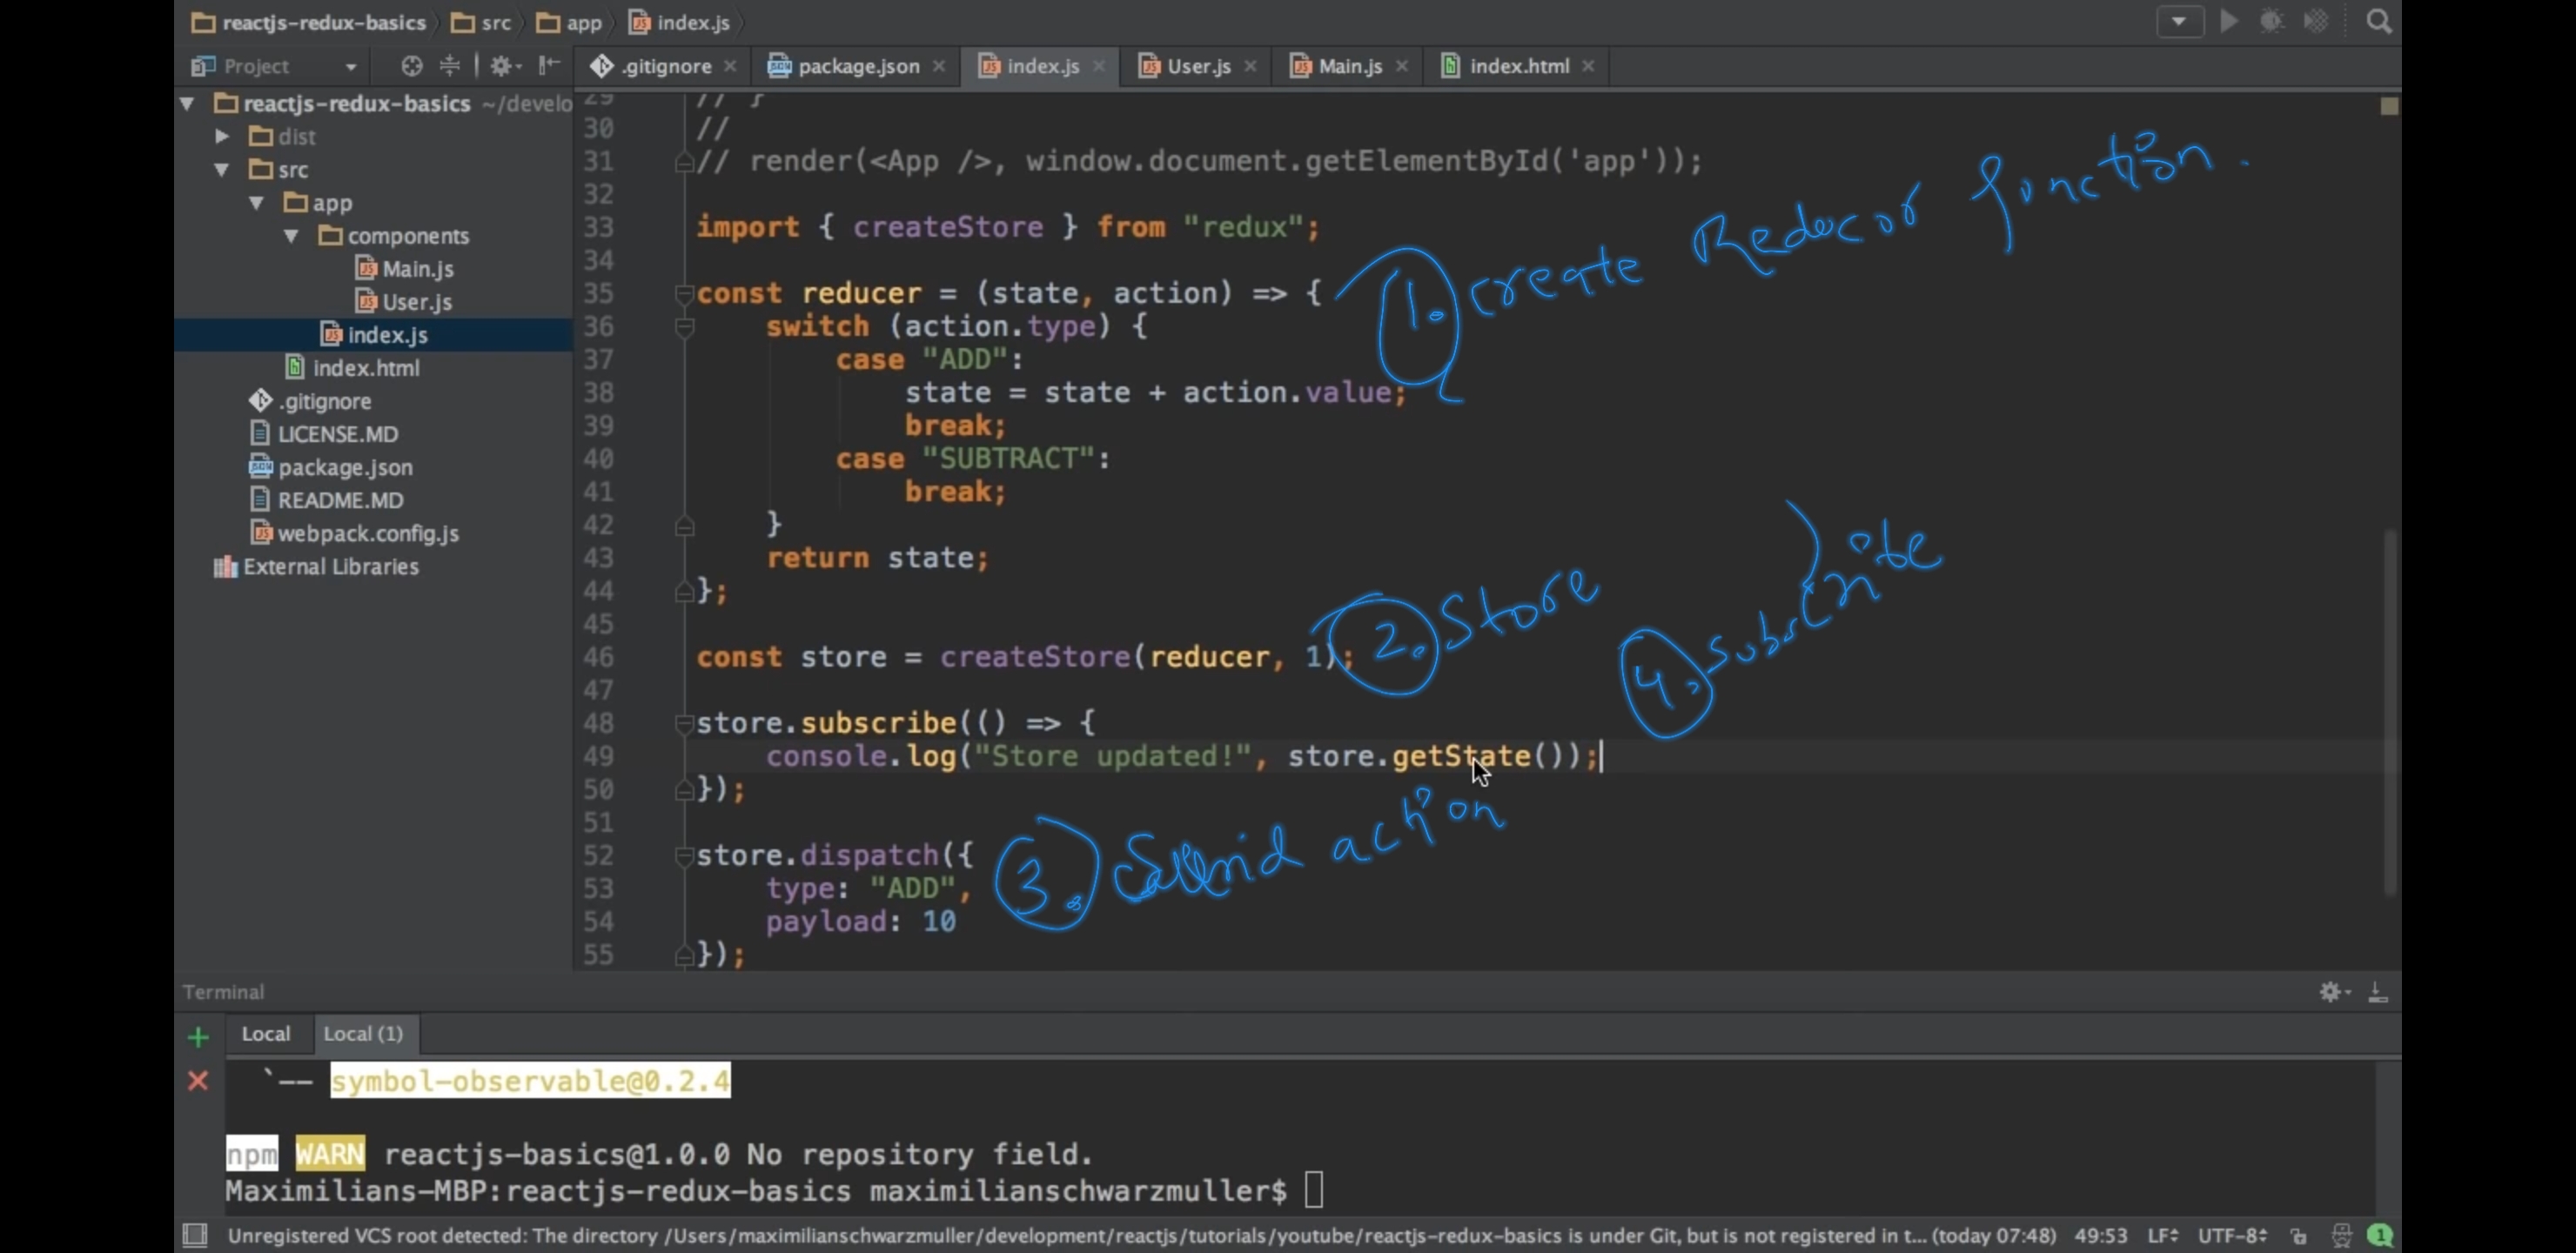 reactjs-redux-basics src app index.js
Project
.gitignore package.json index.js User.js Main.js index.html
reactjs-redux-basics ~/develo
dist
src
app
components
Main.js
User.js
index.js
index.html
.gitignore
LICENSE.MD
package.json
README.MD
webpack.config.js
External Libraries
29 // }
30 //
31 // render(<App />, window.document.getElementById('app'));
32
33 import { createStore } from "redux";
34
35 const reducer = (state, action) => {
36 switch (action.type) {
37 case "ADD":
38 state = state + action.value;
39 break;
40 case "SUBTRACT":
41 break;
42 }
43 return state;
44 };
45
46 const store = createStore(reducer, 1);
47
48 store.subscribe(() => {
49 console.log("Store updated!", store.getState());
50 });
51
52 store.dispatch({
53 type: "ADD",
54 payload: 10
55 });
1. create Reducor function.
2. Store
4. subscribe
3. action
Terminal
Local Local (1)
`-- symbol-observable@0.2.4
npm WARN reactjs-basics@1.0.0 No repository field.
Maximilians-MBP:reactjs-redux-basics maximilianschwarzmuller$
Unregistered VCS root detected: The directory /Users/maximilianschwarzmuller/development/reactjs/tutorials/youtube/reactjs-redux-basics is under Git, but is not registered in t... (today 07:48) 49:53 LF UTF-8 1